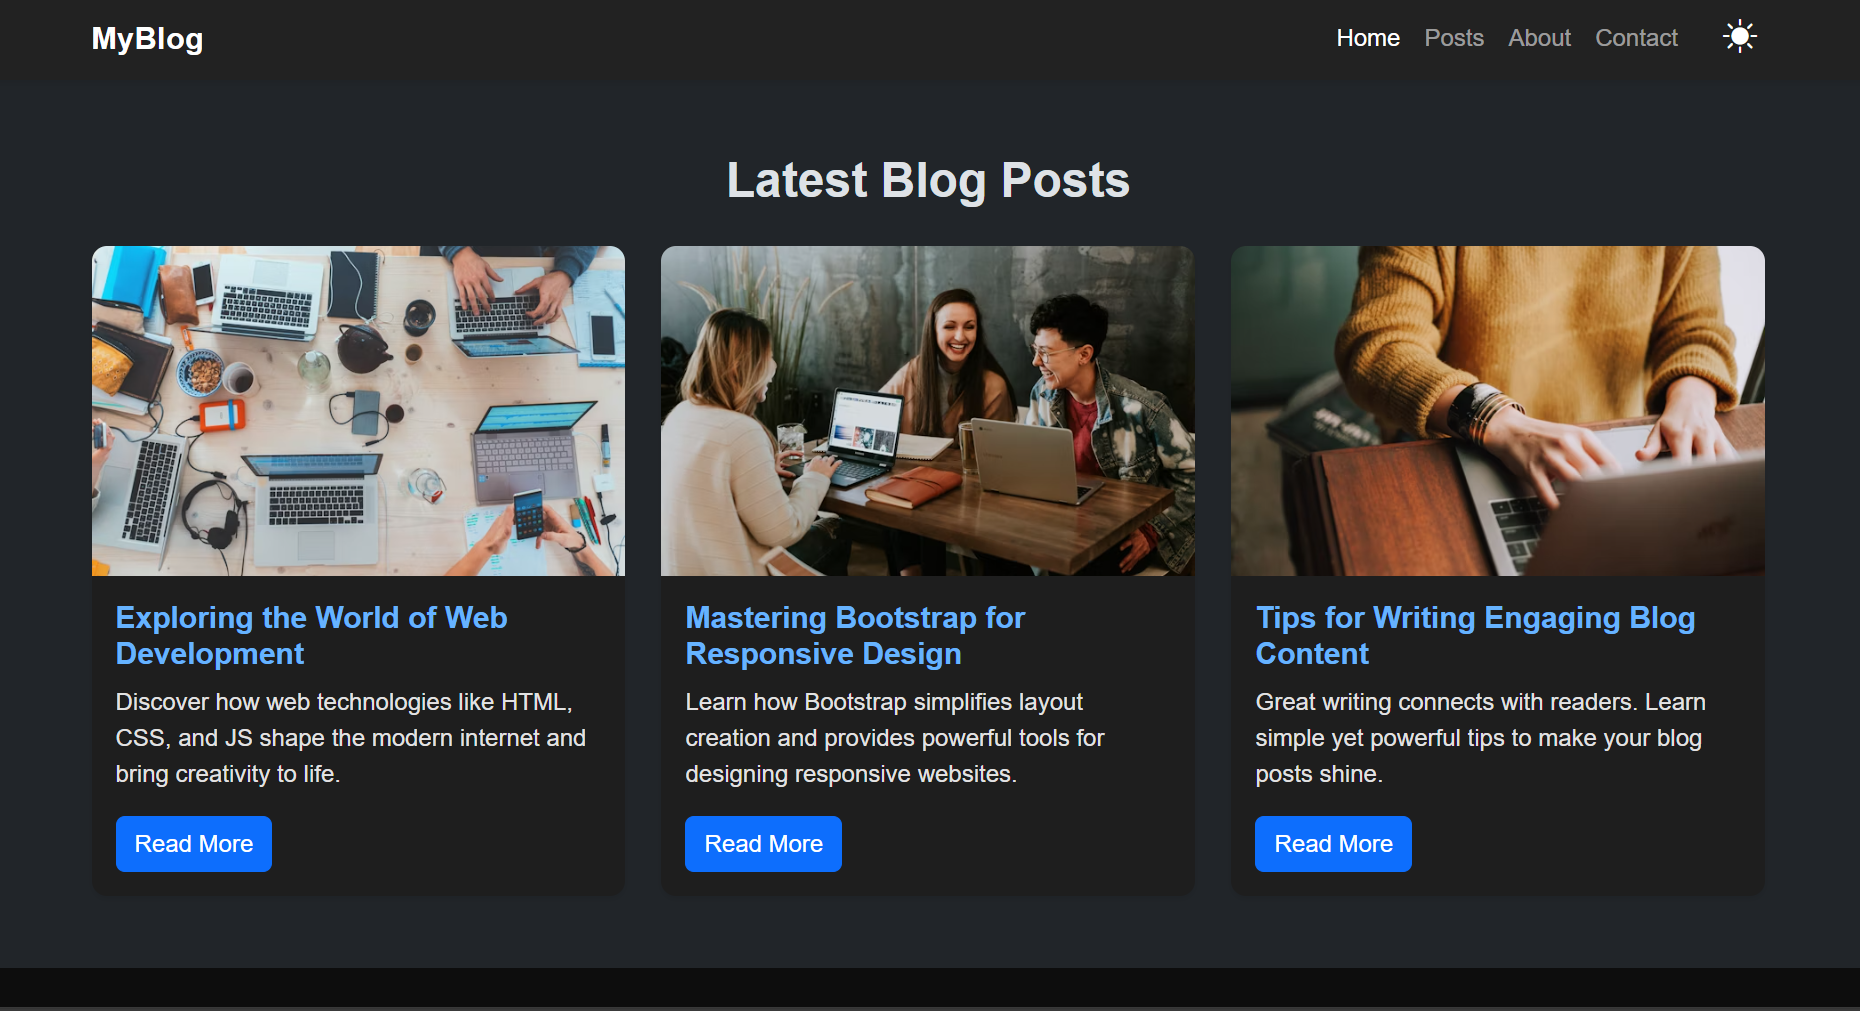 MyBlog
Home Posts About Contact
Latest Blog Posts
Exploring the World of Web
Development
Discover how web technologies like HTML,
CSS, and JS shape the modern internet and
bring creativity to life.
Read More
Mastering Bootstrap for
Responsive Design
Learn how Bootstrap simplifies layout
creation and provides powerful tools for
designing responsive websites.
Read More
Tips for Writing Engaging Blog
Content
Great writing connects with readers. Learn
simple yet powerful tips to make your blog
posts shine.
Read More